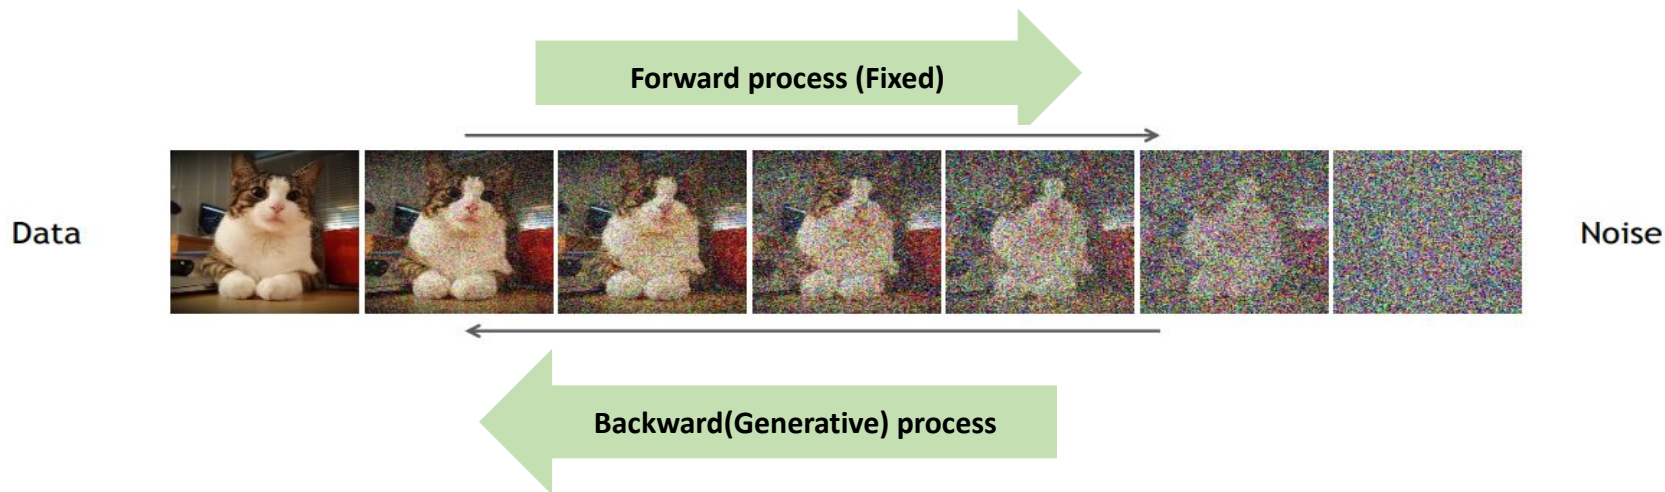 Forward process (Fixed)
Data
Noise
Backward(Generative) process